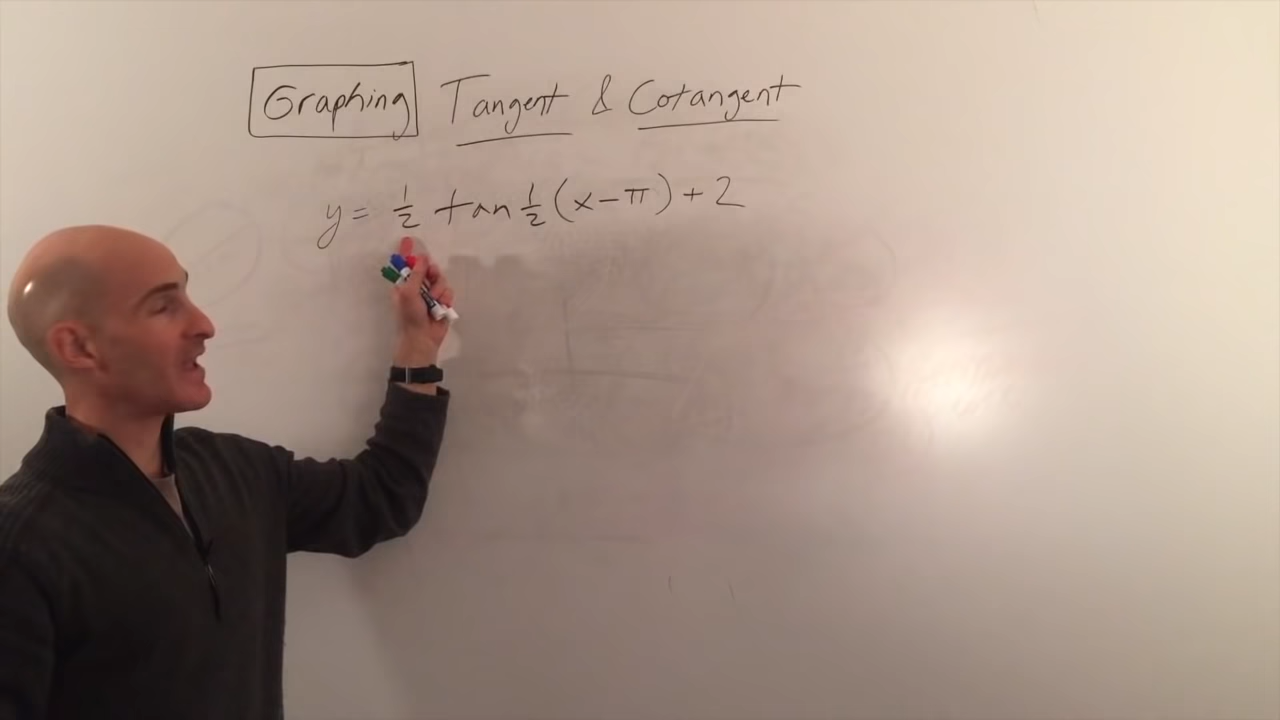 Graphing Tangent & Cotangent
y = 1/2 tan 1/2 (x - π) + 2